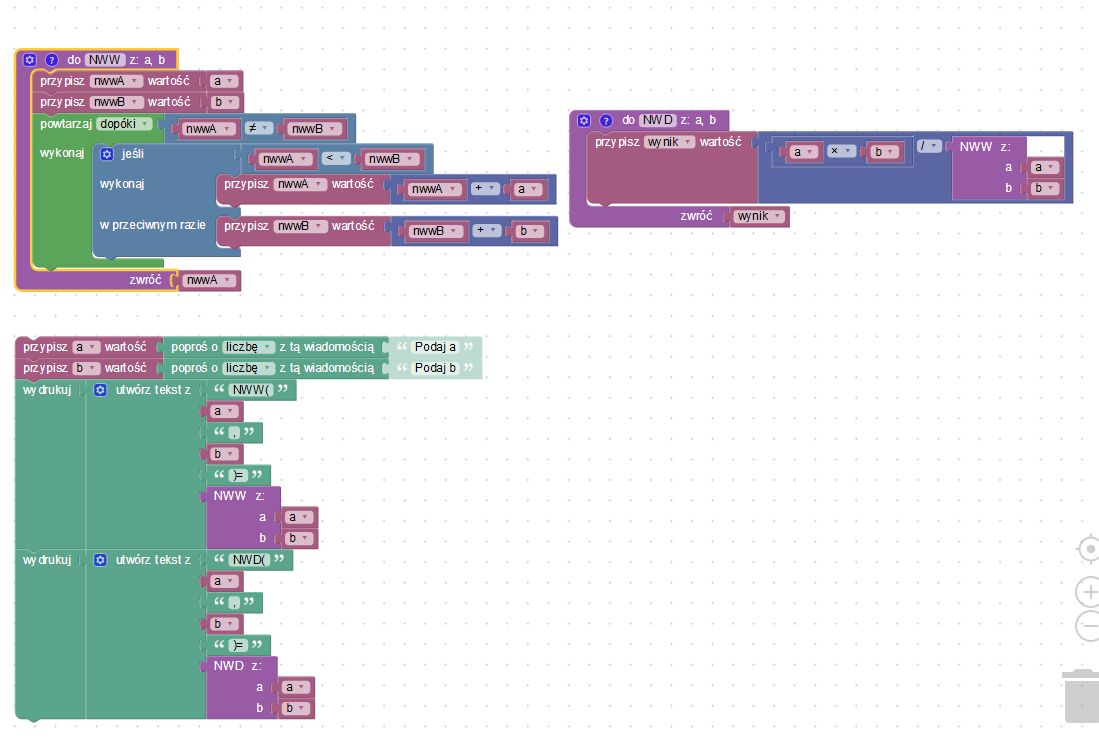 ? do NWW z: a, b
przypisz nwwA wartość a
przypisz nwwB wartość b
powtarzaj dopóki nwwA ≠ nwwB
wykonaj jeśli nwwA < nwwB
wykonaj przypisz nwwA wartość nwwA + a
w przeciwnym razie przypisz nwwB wartość nwwB + b
zwróć nwwA
? do NWD z: a, b
przypisz wynik wartość a × b / NWW z:
a a
b b
zwróć wynik
przypisz a wartość poproś o liczbę z tą wiadomością “ Podaj a ”
przypisz b wartość poproś o liczbę z tą wiadomością “ Podaj b ”
wydrukuj utwórz tekst z “ NWW( ”
a
“ , ”
b
“ )= ”
NWW z:
a a
b b
wydrukuj utwórz tekst z “ NWD( ”
a
“ , ”
b
“ )= ”
NWD z:
a a
b b